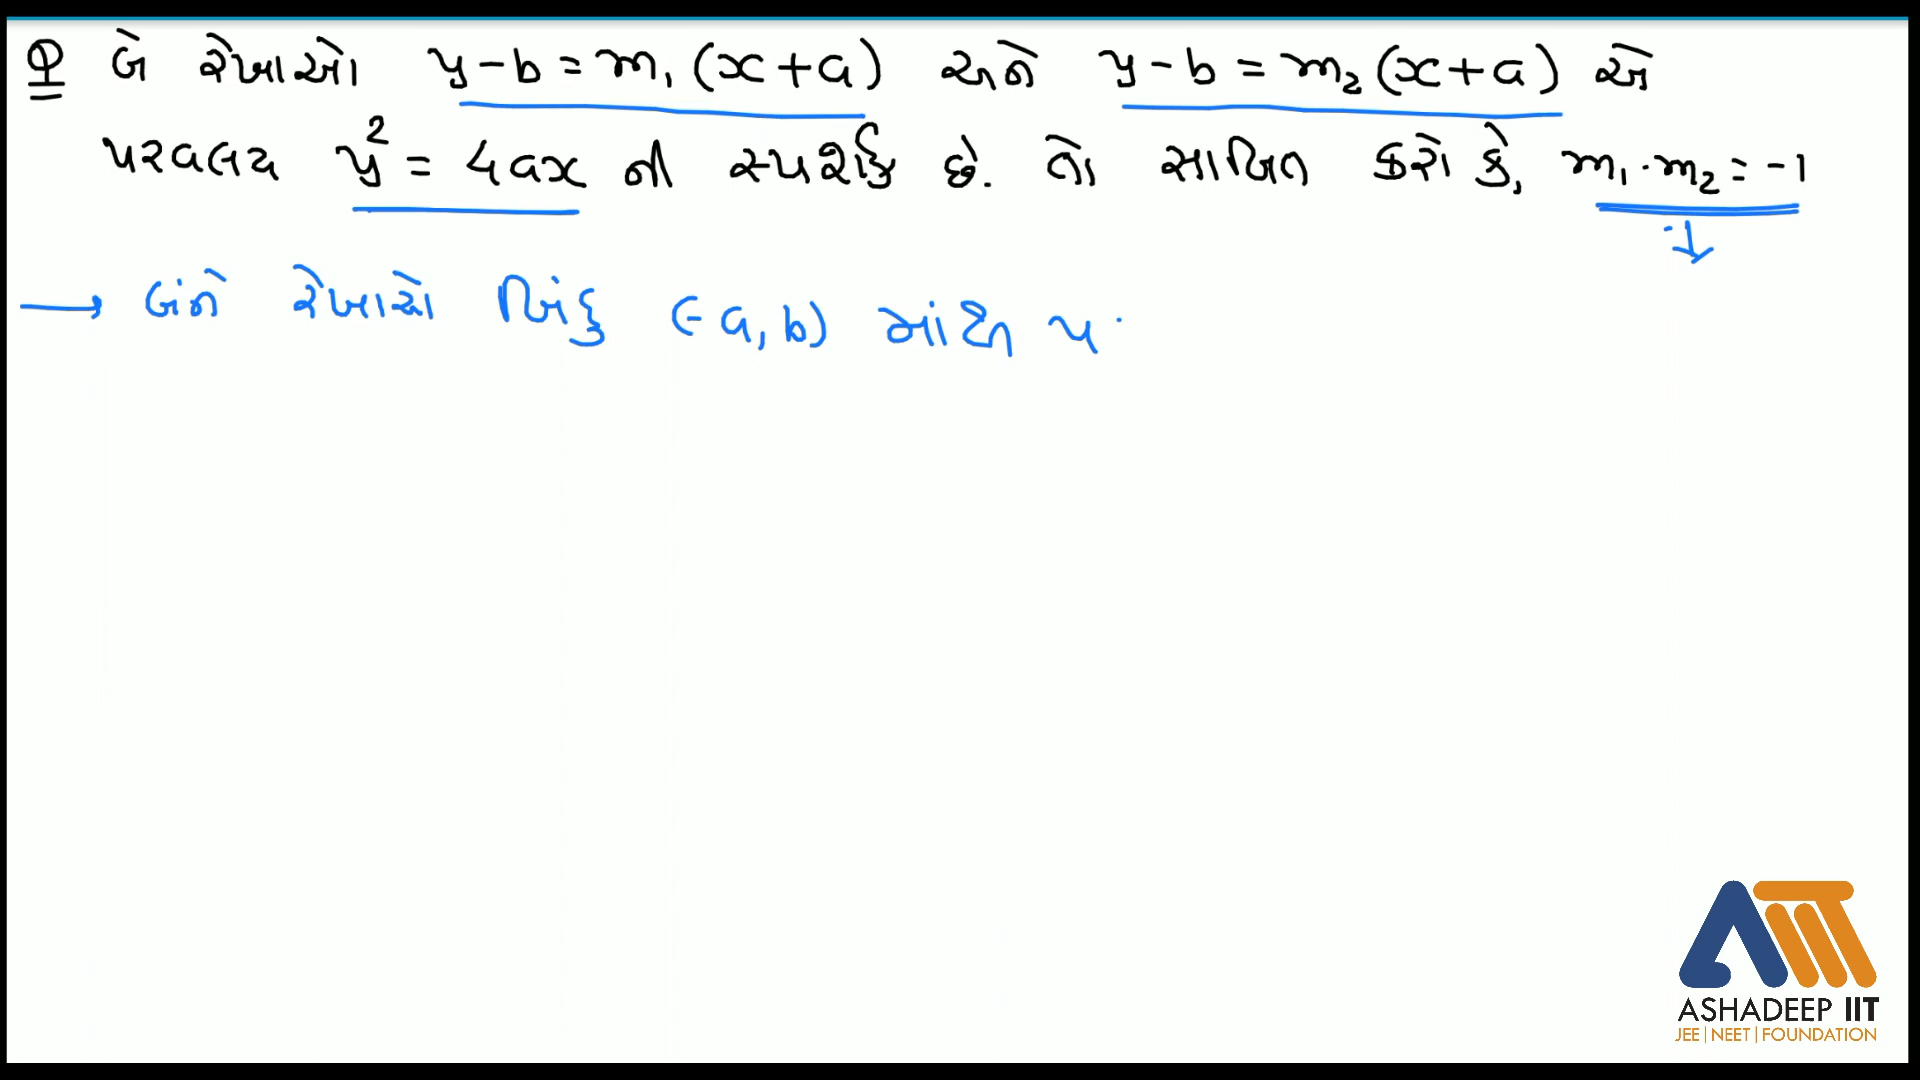 Q બે રેખાઓ y-b = m₁(x+a) અને y-b = m₂(x+a) એ
પરવલય y² = 4ax ની સ્પર્શક છે. તો સાબિત કરો કે, m₁·m₂ = -1
→ બંને રેખાઓ બિંદુ (-a, b) માંથી પ
ASHADEEP IIT
JEE | NEET | FOUNDATION